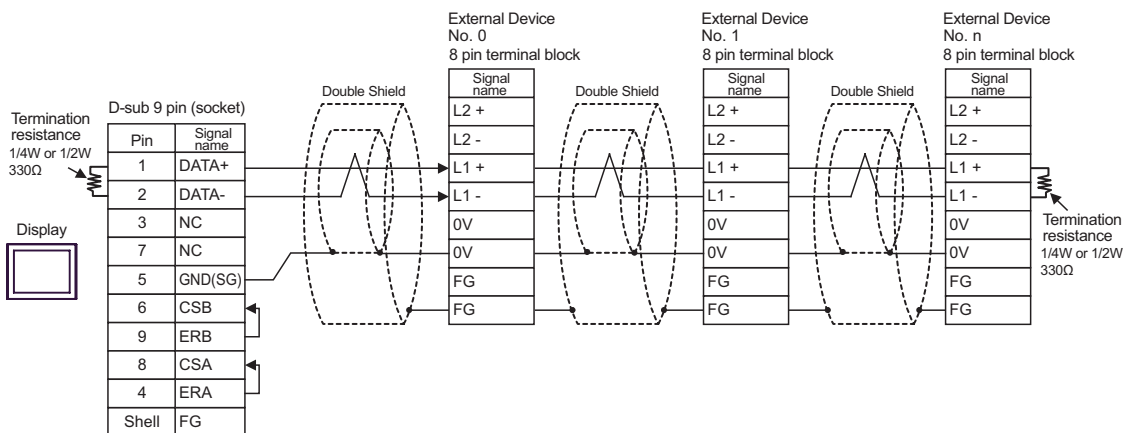 External Device
No. 0
8 pin terminal block
External Device
No. 1
8 pin terminal block
External Device
No. n
8 pin terminal block
D-sub 9 pin (socket)
Termination
resistance
1/4W or 1/2W
330Ω
Display
Pin Signal name
1 DATA+
2 DATA-
3 NC
7 NC
5 GND(SG)
6 CSB
9 ERB
8 CSA
4 ERA
Shell FG
Double Shield
Signal
name
L2 +
L2 -
L1 +
L1 -
0V
0V
FG
FG
Double Shield
Signal
name
L2 +
L2 -
L1 +
L1 -
0V
0V
FG
FG
Double Shield
Signal
name
L2 +
L2 -
L1 +
L1 -
0V
0V
FG
FG
Termination
resistance
1/4W or 1/2W
330Ω